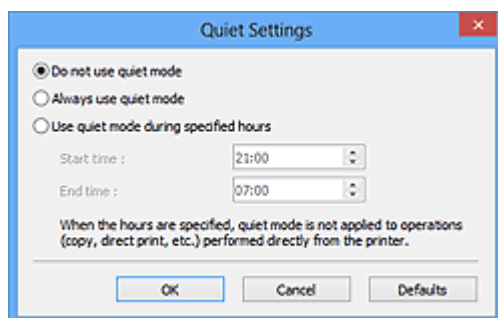 Quiet Settings
Do not use quiet mode
Always use quiet mode
Use quiet mode during specified hours
Start time :
21:00
End time :
07:00
When the hours are specified, quiet mode is not applied to operations
(copy, direct print, etc.) performed directly from the printer.
OK
Cancel
Defaults